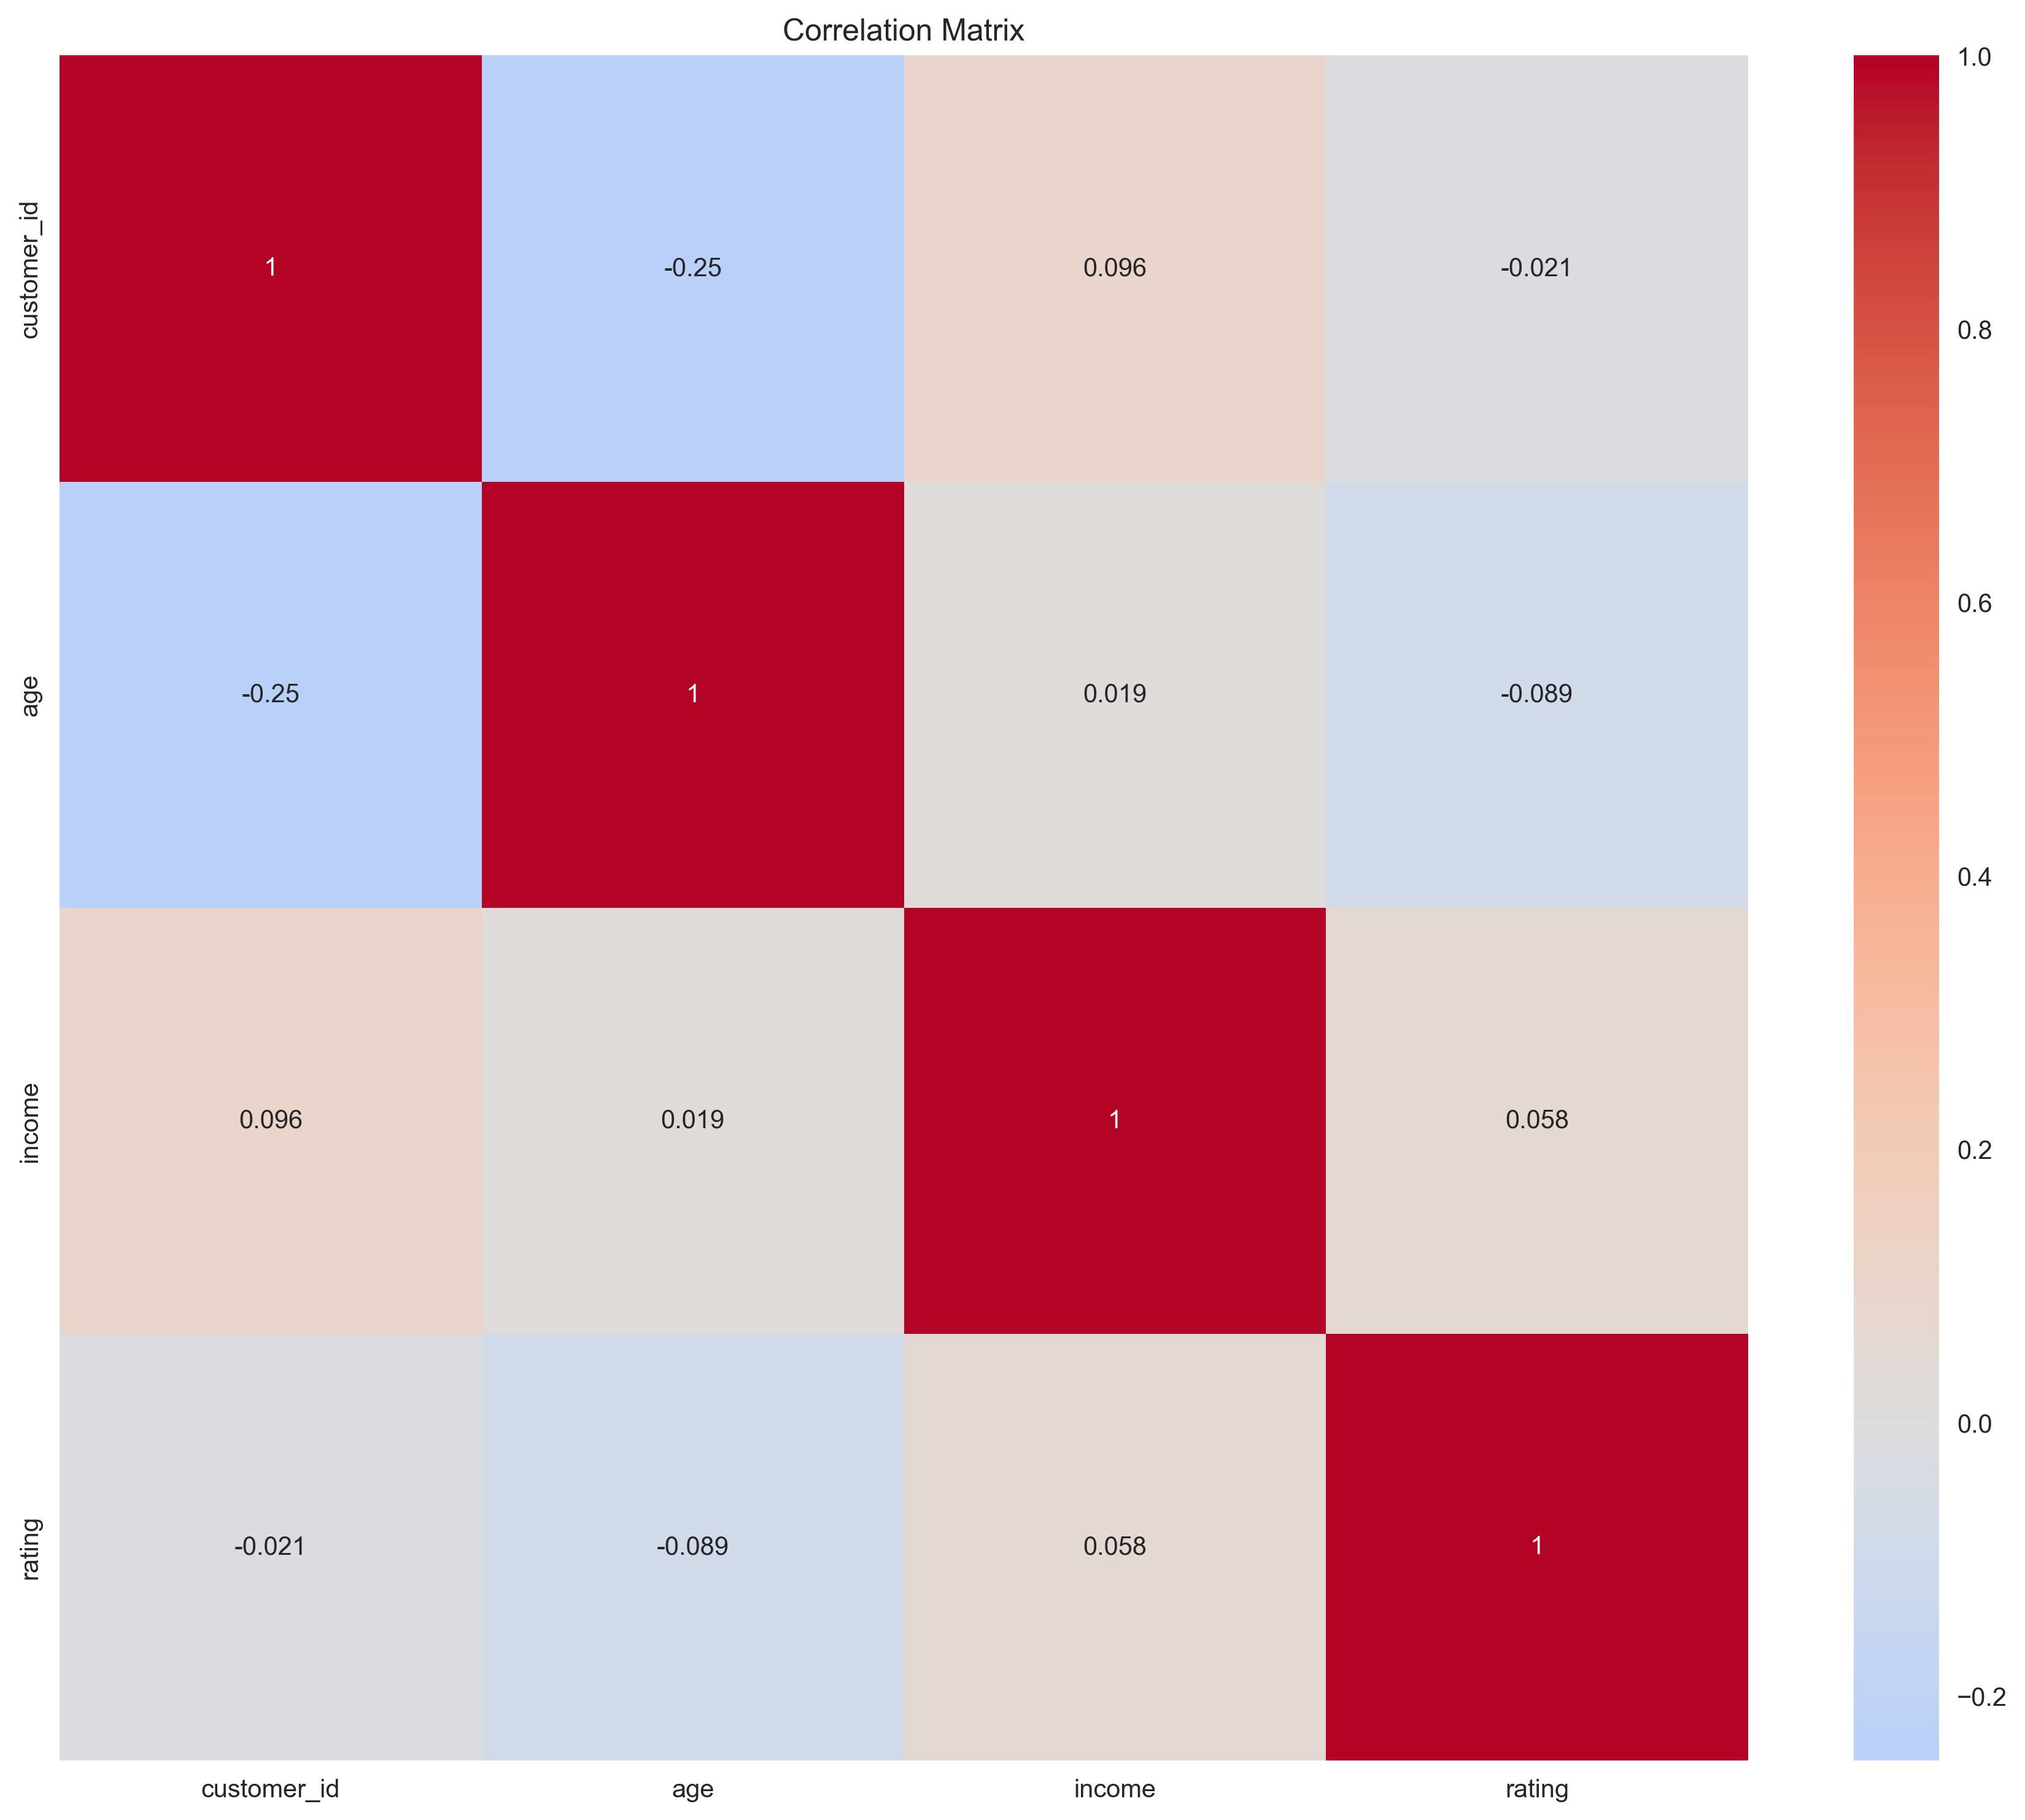 Correlation Matrix
customer_id
1
-0.25
0.096
-0.021
age
-0.25
1
0.019
-0.089
income
0.096
0.019
1
0.058
rating
-0.021
-0.089
0.058
1
customer_id
age
income
rating
1.0
0.8
0.6
0.4
0.2
0.0
−0.2